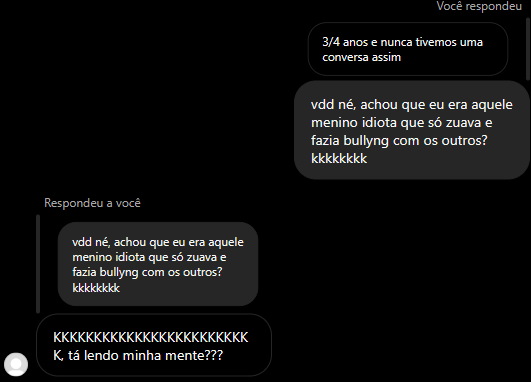 Você respondeu
3/4 anos e nunca tivemos uma
conversa assim
vdd né, achou que eu era aquele
menino idiota que só zuava e
fazia bullyng com os outros?
kkkkkkkk
Respondeu a você
vdd né, achou que eu era aquele
menino idiota que só zuava e
fazia bullyng com os outros?
kkkkkkkk
KKKKKKKKKKKKKKKKKKKKKKKK
K, tá lendo minha mente???